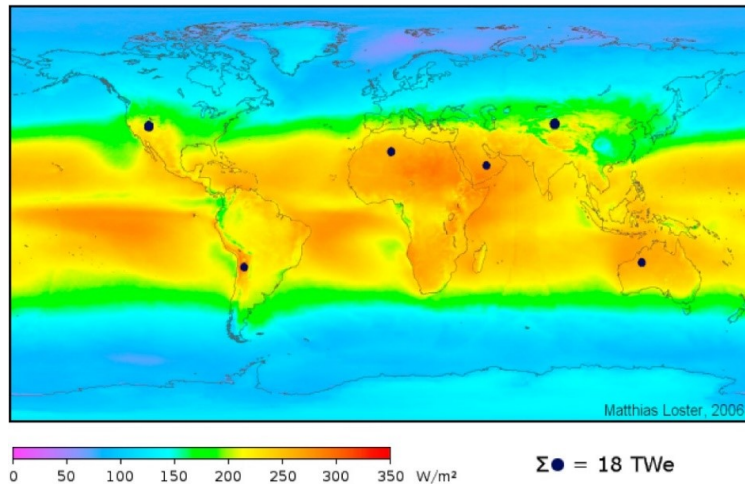 Matthias Loster, 2006
0 50 100 150 200 250 300 350 W/m²
Σ● = 18 TWe